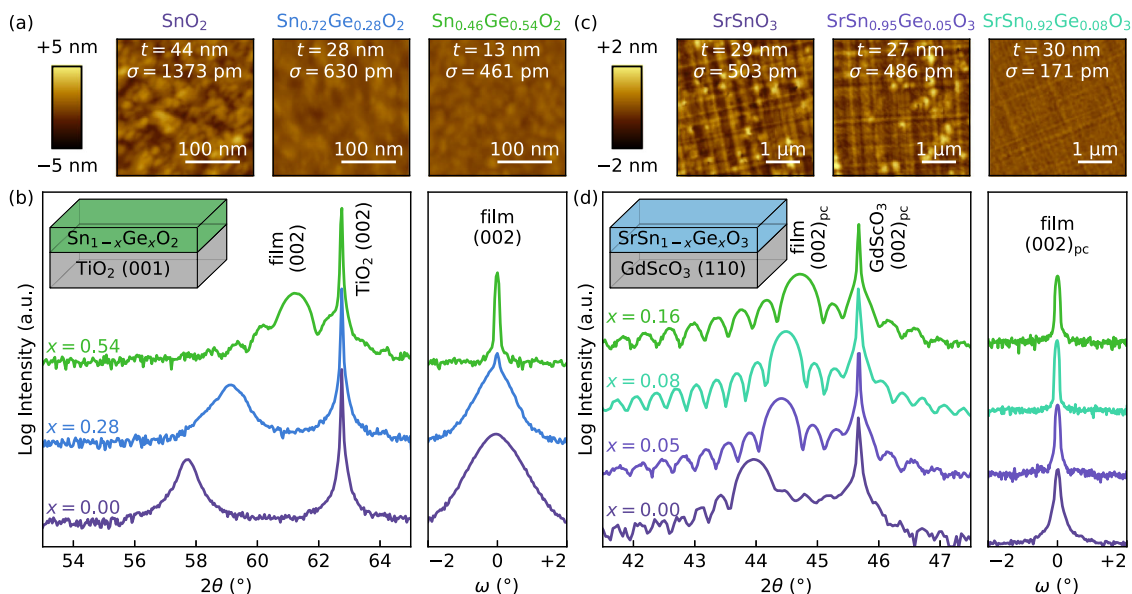 (a)
SnO₂
Sn₀.₇₂Ge₀.₂₈O₂
Sn₀.₄₆Ge₀.₅₄O₂
+5 nm
−5 nm
t = 44 nm
σ = 1373 pm
100 nm
t = 28 nm
σ = 630 pm
100 nm
t = 13 nm
σ = 461 pm
100 nm
(c)
SrSnO₃
SrSn₀.₉₅Ge₀.₀₅O₃
SrSn₀.₉₂Ge₀.₀₈O₃
+2 nm
−2 nm
t = 29 nm
σ = 503 pm
1 μm
t = 27 nm
σ = 486 pm
1 μm
t = 30 nm
σ = 171 pm
1 μm
(b)
Sn₁₋ₓGeₓO₂
TiO₂ (001)
film
(002)
TiO₂ (002)
x = 0.54
x = 0.28
x = 0.00
Log Intensity (a.u.)
54
56
58
60
62
64
2θ (°)
film
(002)
−2
0
+2
ω (°)
(d)
SrSn₁₋ₓGeₓO₃
GdScO₃ (110)
film
(002)pc
GdScO₃
(002)pc
x = 0.16
x = 0.08
x = 0.05
x = 0.00
Log Intensity (a.u.)
42
43
44
45
46
47
2θ (°)
film
(002)pc
−2
0
+2
ω (°)